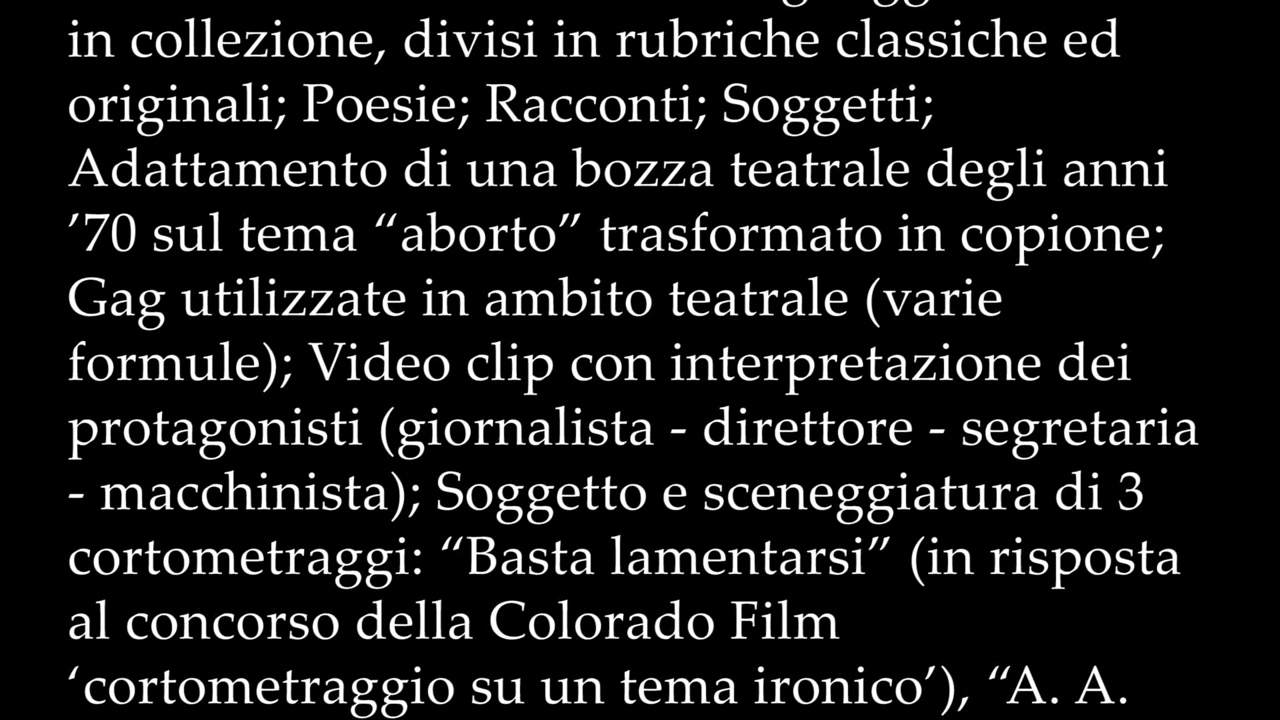 in collezione, divisi in rubriche classiche ed
originali; Poesie; Racconti; Soggetti;
Adattamento di una bozza teatrale degli anni
’70 sul tema “aborto” trasformato in copione;
Gag utilizzate in ambito teatrale (varie
formule); Video clip con interpretazione dei
protagonisti (giornalista - direttore - segretaria
- macchinista); Soggetto e sceneggiatura di 3
cortometraggi: “Basta lamentarsi” (in risposta
al concorso della Colorado Film
‘cortometraggio su un tema ironico’), “A. A.